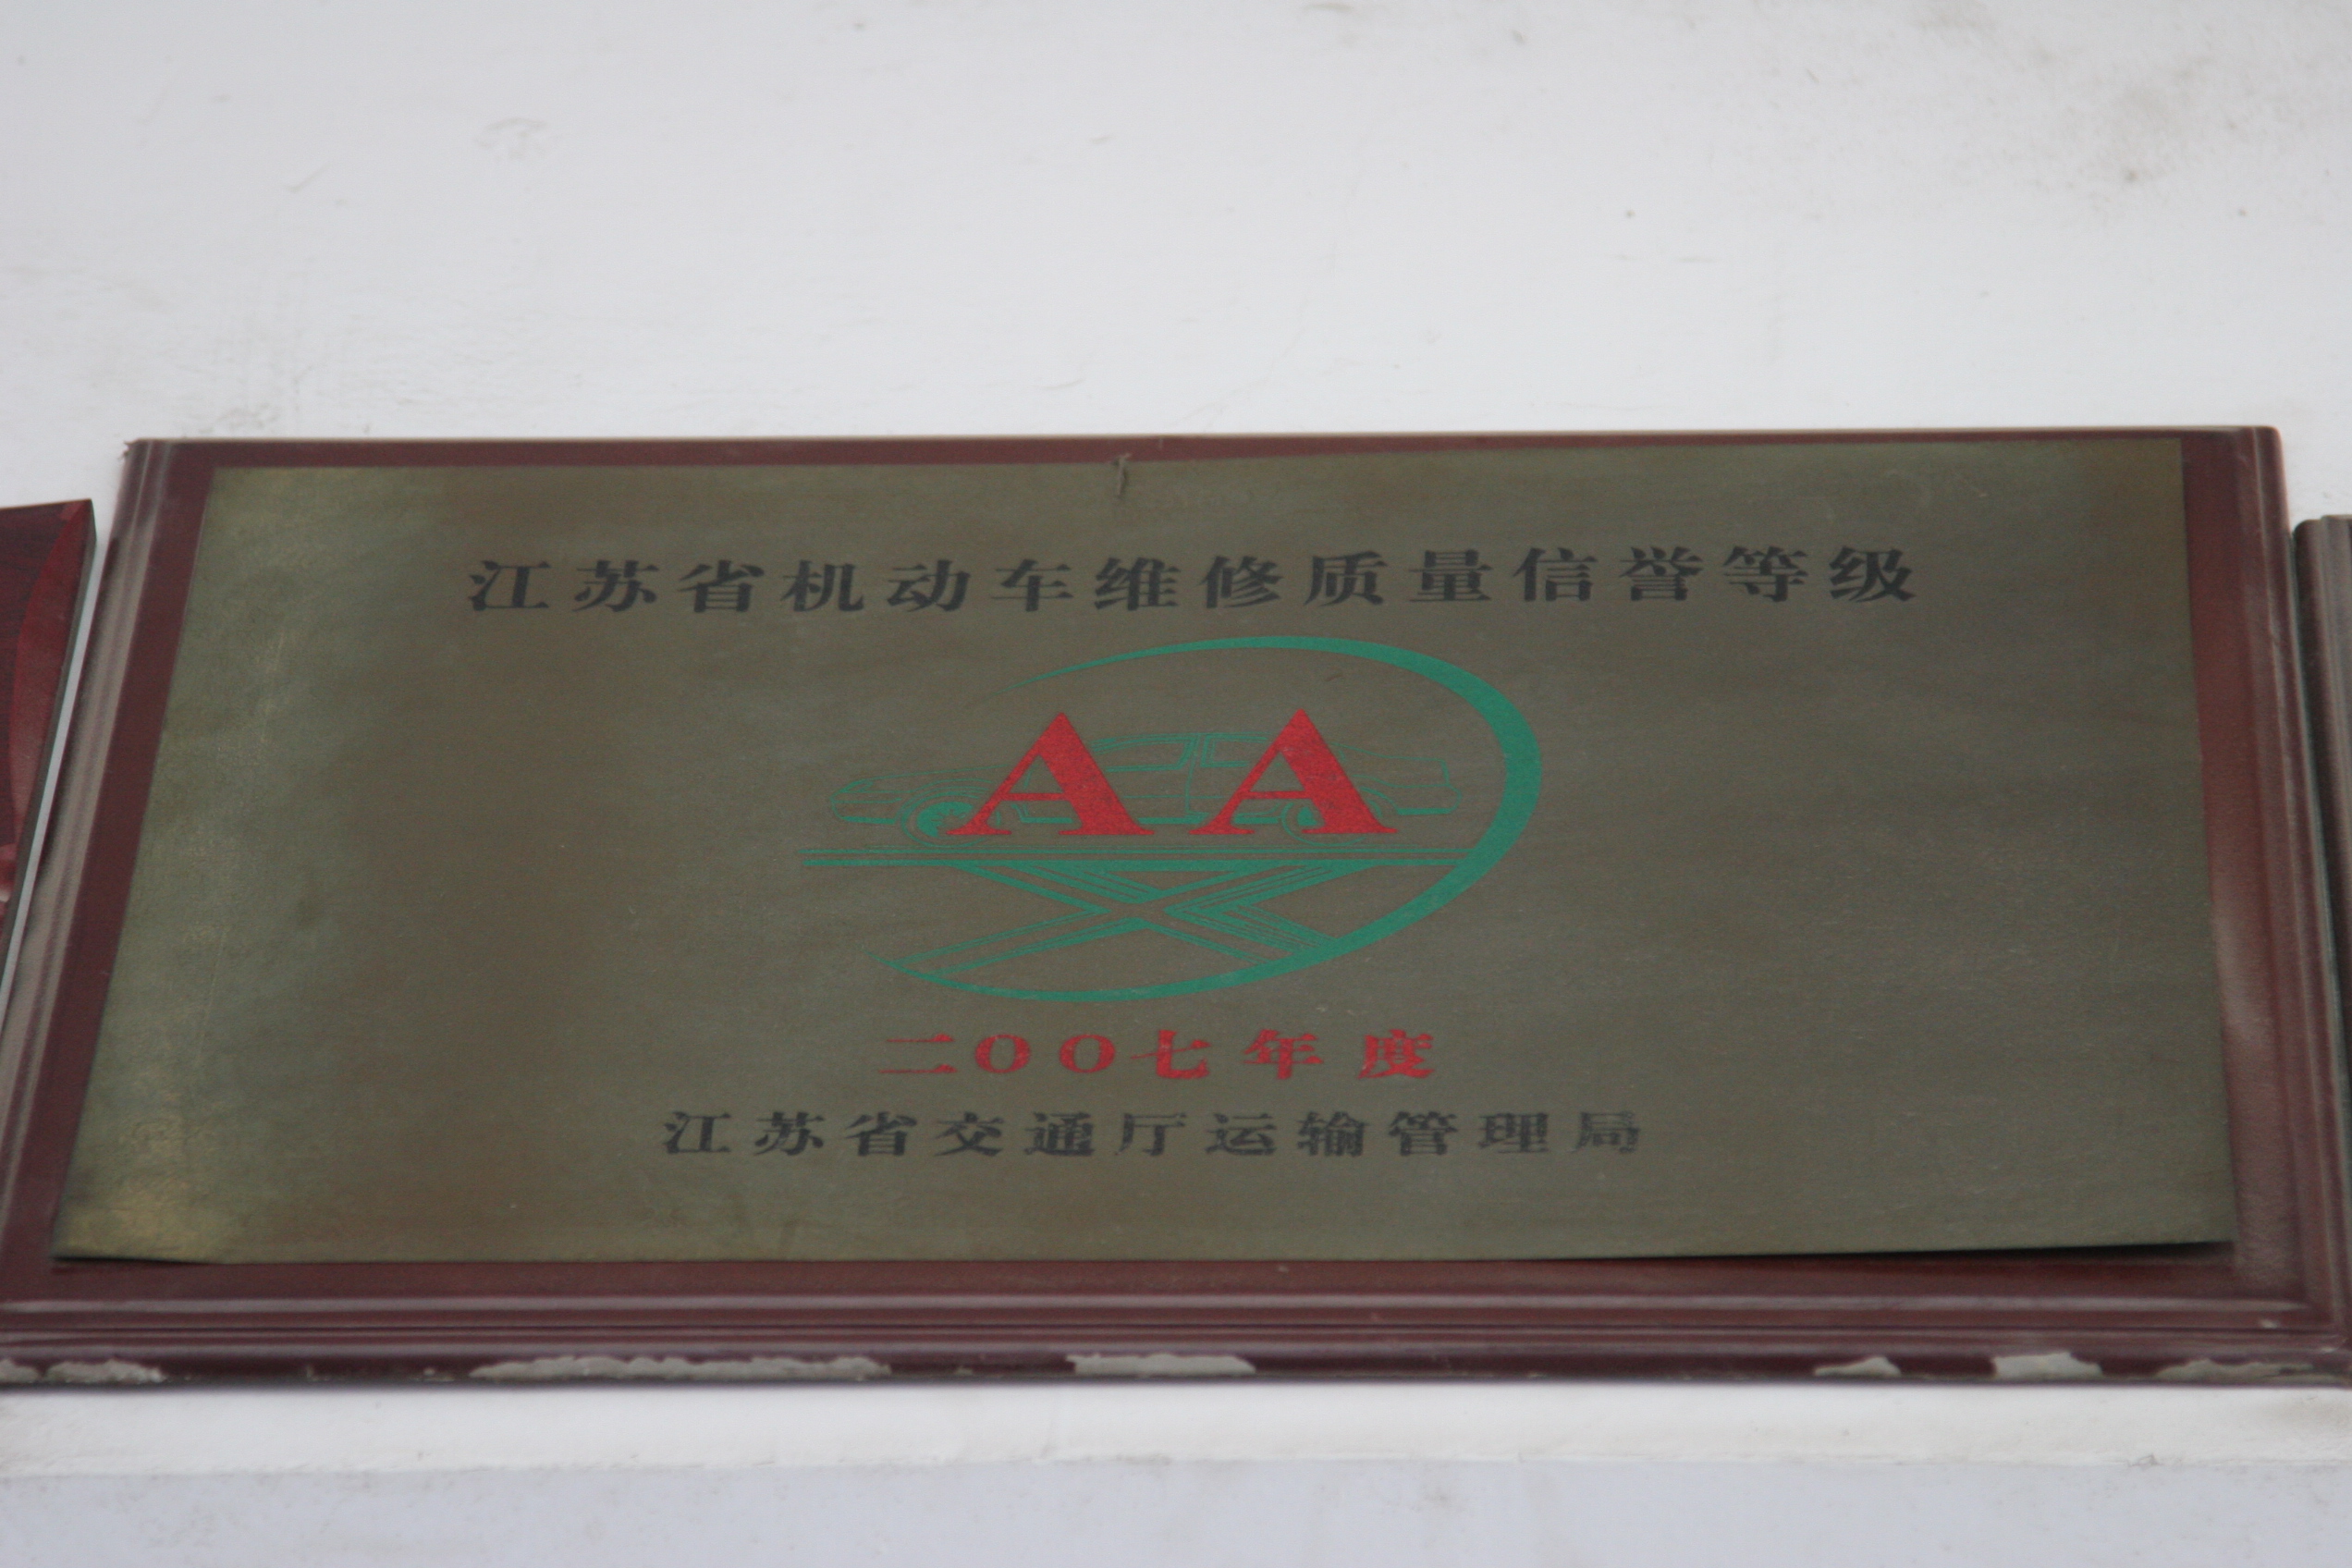 江苏省机动车维修质量信誉等级
AA
二OO七年度
江苏省交通厅运输管理局